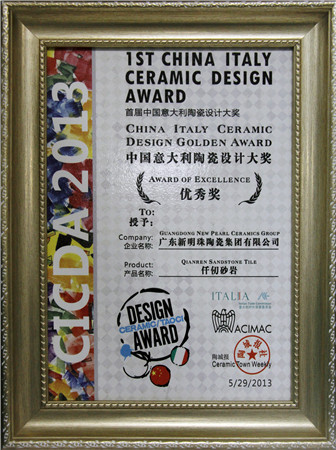 CICDA 2013
1ST CHINA ITALY
CERAMIC DESIGN
AWARD
首届中国意大利陶瓷设计大奖
CHINA ITALY CERAMIC
DESIGN GOLDEN AWARD
中国意大利陶瓷设计大奖
AWARD OF EXCELLENCE
优秀奖
TO:
授予:
Company: GUANGDONG NEW PEARL CERAMICS GROUP
企业名称: 广东新明珠陶瓷集团有限公司
Product: QIANREN SANDSTONE TILE
产品名称: 仟仞砂岩
DESIGN
CERAMIC/TAOCI
AWARD
ITALIA
ACIMAC
陶城报
Ceramic Town Weekly
5/29/2013